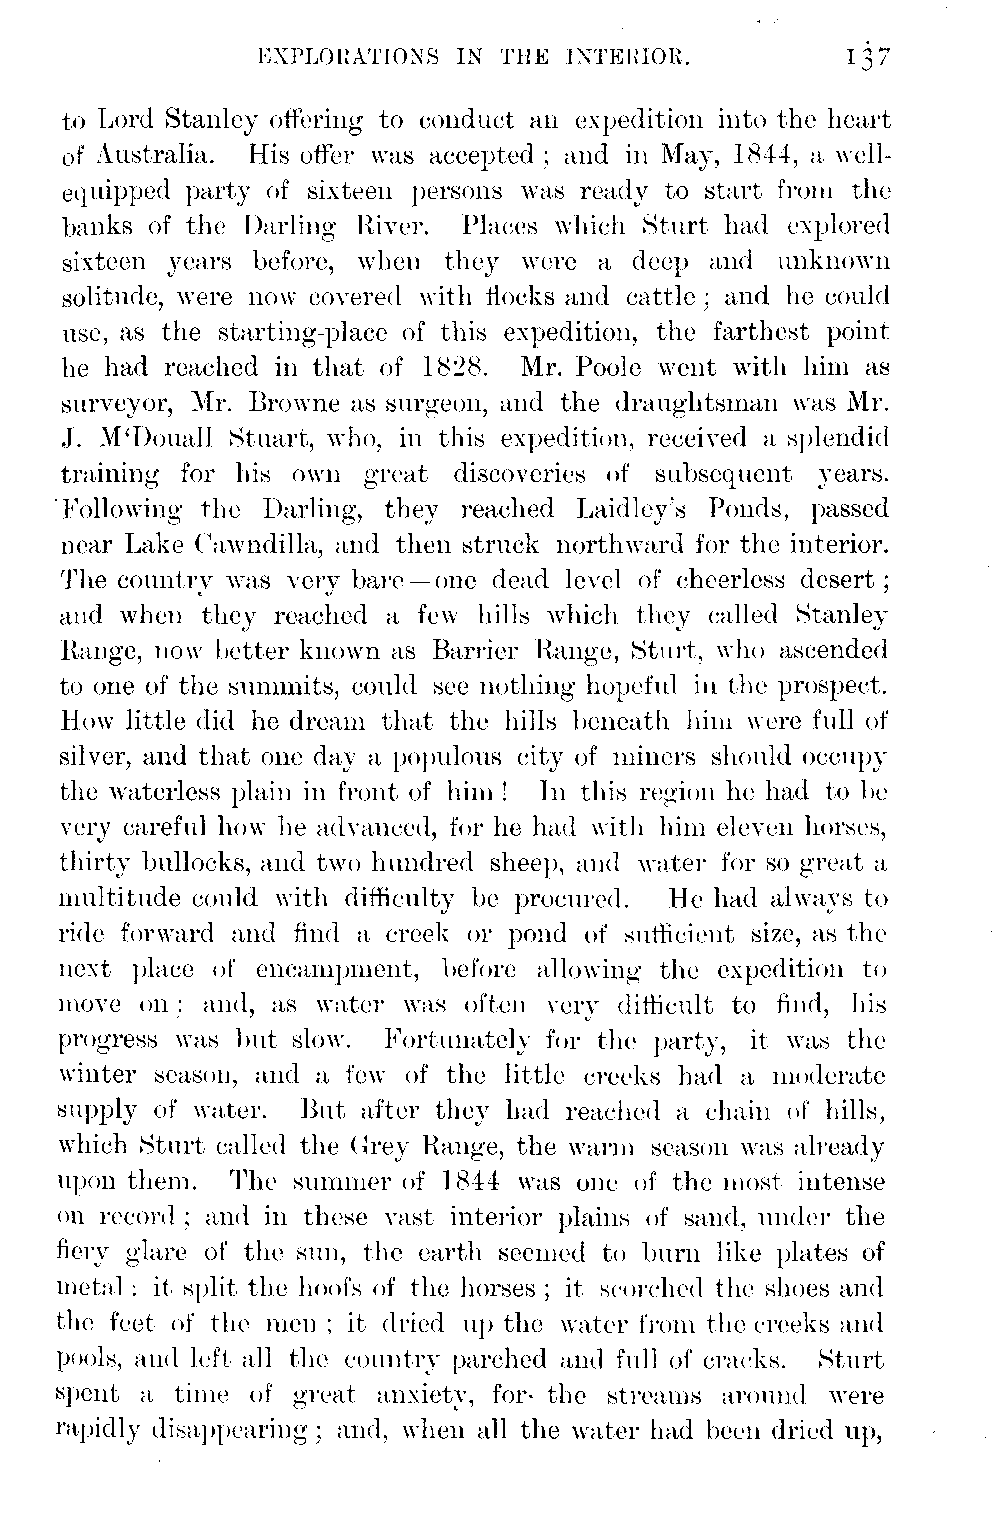 EXPLORATIONS IN THE INTERIOR. 137
to Lord Stanley offering to conduct an expedition into the heart
of Australia. His offer was accepted ; and in May, 1844, a well-
equipped party of sixteen persons was ready to start from the
banks of the Darling River. Places which Sturt had explored
sixteen years before, when they were a deep and unknown
solitude, were now covered with flocks and cattle ; and he could
use, as the starting-place of this expedition, the farthest point
he had reached in that of 1828. Mr. Poole went with him as
surveyor, Mr. Browne as surgeon, and the draughtsman was Mr.
J. M‘Douall Stuart, who, in this expedition, received a splendid
training for his own great discoveries of subsequent years.
Following the Darling, they reached Laidley's Ponds, passed
near Lake Cawndilla, and then struck northward for the interior.
The country was very bare—one dead level of cheerless desert ;
and when they reached a few hills which they called Stanley
Range, now better known as Barrier Range, Sturt, who ascended
to one of the summits, could see nothing hopeful in the prospect.
How little did he dream that the hills beneath him were full of
silver, and that one day a populous city of miners should occupy
the waterless plain in front of him ! In this region he had to be
very careful how he advanced, for he had with him eleven horses,
thirty bullocks, and two hundred sheep, and water for so great a
multitude could with difficulty be procured. He had always to
ride forward and find a creek or pond of sufficient size, as the
next place of encampment, before allowing the expedition to
move on ; and, as water was often very difficult to find, his
progress was but slow. Fortunately for the party, it was the
winter season, and a few of the little creeks had a moderate
supply of water. But after they had reached a chain of hills,
which Sturt called the Grey Range, the warm season was already
upon them. The summer of 1844 was one of the most intense
on record ; and in these vast interior plains of sand, under the
fiery glare of the sun, the earth seemed to burn like plates of
metal : it split the hoofs of the horses ; it scorched the shoes and
the feet of the men ; it dried up the water from the creeks and
pools, and left all the country parched and full of cracks. Sturt
spent a time of great anxiety, for the streams around were
rapidly disappearing ; and, when all the water had been dried up,